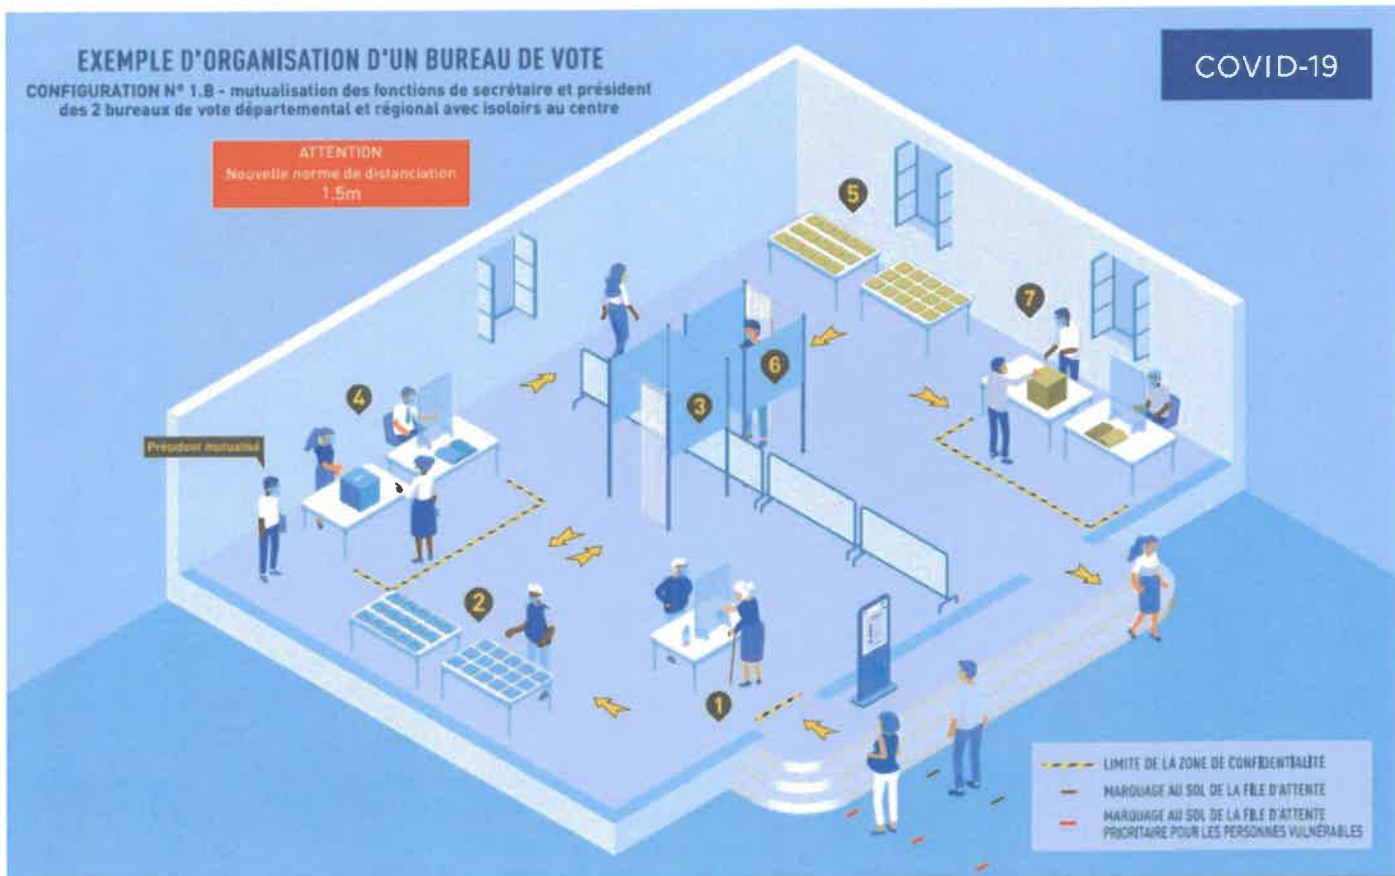 EXEMPLE D'ORGANISATION D'UN BUREAU DE VOTE
CONFIGURATION N° 1.B - mutualisation des fonctions de secrétaire et président
des 2 bureaux de vote départemental et régional avec isoloirs au centre
COVID-19
ATTENTION
Nouvelle norme de distanciation
1.5m
5
7
6
4
3
Président mutualisé
2
1
LIMITE DE LA ZONE DE CONFIDENTIALITÉ
MARQUAGE AU SOL DE LA FILE D'ATTENTE
MARQUAGE AU SOL DE LA FILE D'ATTENTE
PRIORITAIRE POUR LES PERSONNES VULNÉRABLES